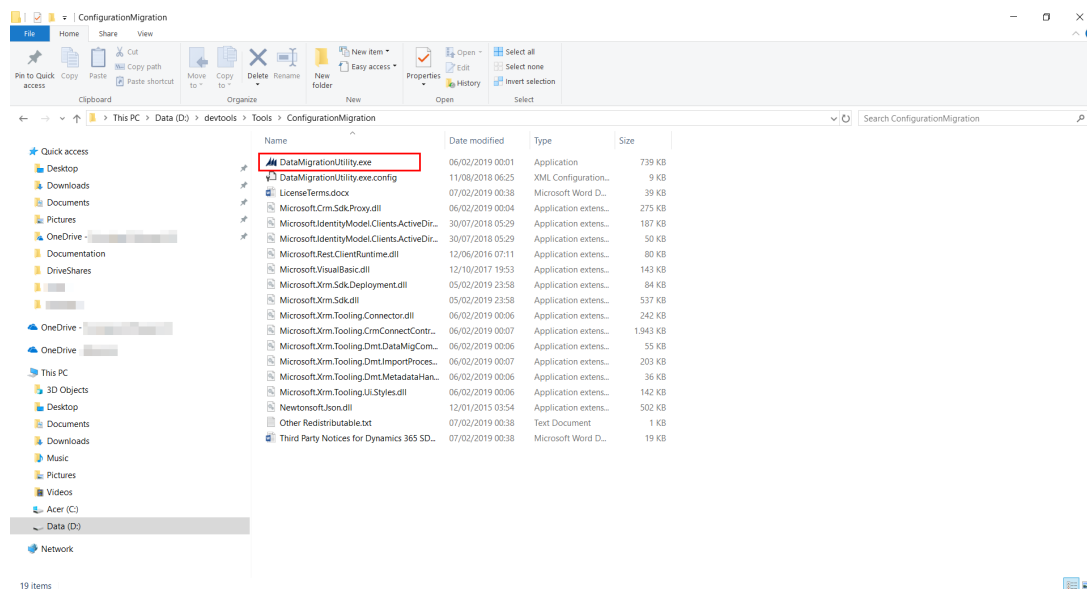 ConfigurationMigration
File Home Share View
Pin to Quick access
Copy
Paste
Cut
Copy path
Paste shortcut
Move to
Copy to
Delete
Rename
New folder
New item
Easy access
Properties
Open
Edit
History
Select all
Select none
Invert selection
Clipboard Organize New Open Select
This PC > Data (D:) > devtools > Tools > ConfigurationMigration
Search ConfigurationMigration
Quick access
Desktop
Downloads
Documents
Pictures
OneDrive -
Documentation
DriveShares
OneDrive -
OneDrive
This PC
3D Objects
Desktop
Documents
Downloads
Music
Pictures
Videos
Acer (C:)
Data (D:)
Network
Name Date modified Type Size
DataMigrationUtility.exe 06/02/2019 00:01 Application 739 KB
DataMigrationUtility.exe.config 11/08/2018 06:25 XML Configuration... 9 KB
LicenseTerms.docx 07/02/2019 00:38 Microsoft Word D... 39 KB
Microsoft.Crm.Sdk.Proxy.dll 06/02/2019 00:04 Application extens... 275 KB
Microsoft.IdentityModel.Clients.ActiveDir... 30/07/2018 05:29 Application extens... 187 KB
Microsoft.IdentityModel.Clients.ActiveDir... 30/07/2018 05:29 Application extens... 50 KB
Microsoft.Rest.ClientRuntime.dll 12/06/2016 07:11 Application extens... 80 KB
Microsoft.VisualBasic.dll 12/10/2017 19:53 Application extens... 143 KB
Microsoft.Xrm.Sdk.Deployment.dll 05/02/2019 23:58 Application extens... 84 KB
Microsoft.Xrm.Sdk.dll 05/02/2019 23:58 Application extens... 537 KB
Microsoft.Xrm.Tooling.Connector.dll 06/02/2019 00:06 Application extens... 242 KB
Microsoft.Xrm.Tooling.CrmConnectContr... 06/02/2019 00:07 Application extens... 1.943 KB
Microsoft.Xrm.Tooling.Dmt.DataMigCom... 06/02/2019 00:06 Application extens... 55 KB
Microsoft.Xrm.Tooling.Dmt.ImportProces... 06/02/2019 00:07 Application extens... 203 KB
Microsoft.Xrm.Tooling.Dmt.MetadataHan... 06/02/2019 00:06 Application extens... 36 KB
Microsoft.Xrm.Tooling.Ui.Styles.dll 06/02/2019 00:06 Application extens... 142 KB
Newtonsoft.Json.dll 12/01/2015 03:54 Application extens... 502 KB
Other Redistributable.txt 07/02/2019 00:38 Text Document 1 KB
Third Party Notices for Dynamics 365 SD... 07/02/2019 00:38 Microsoft Word D... 19 KB
19 items